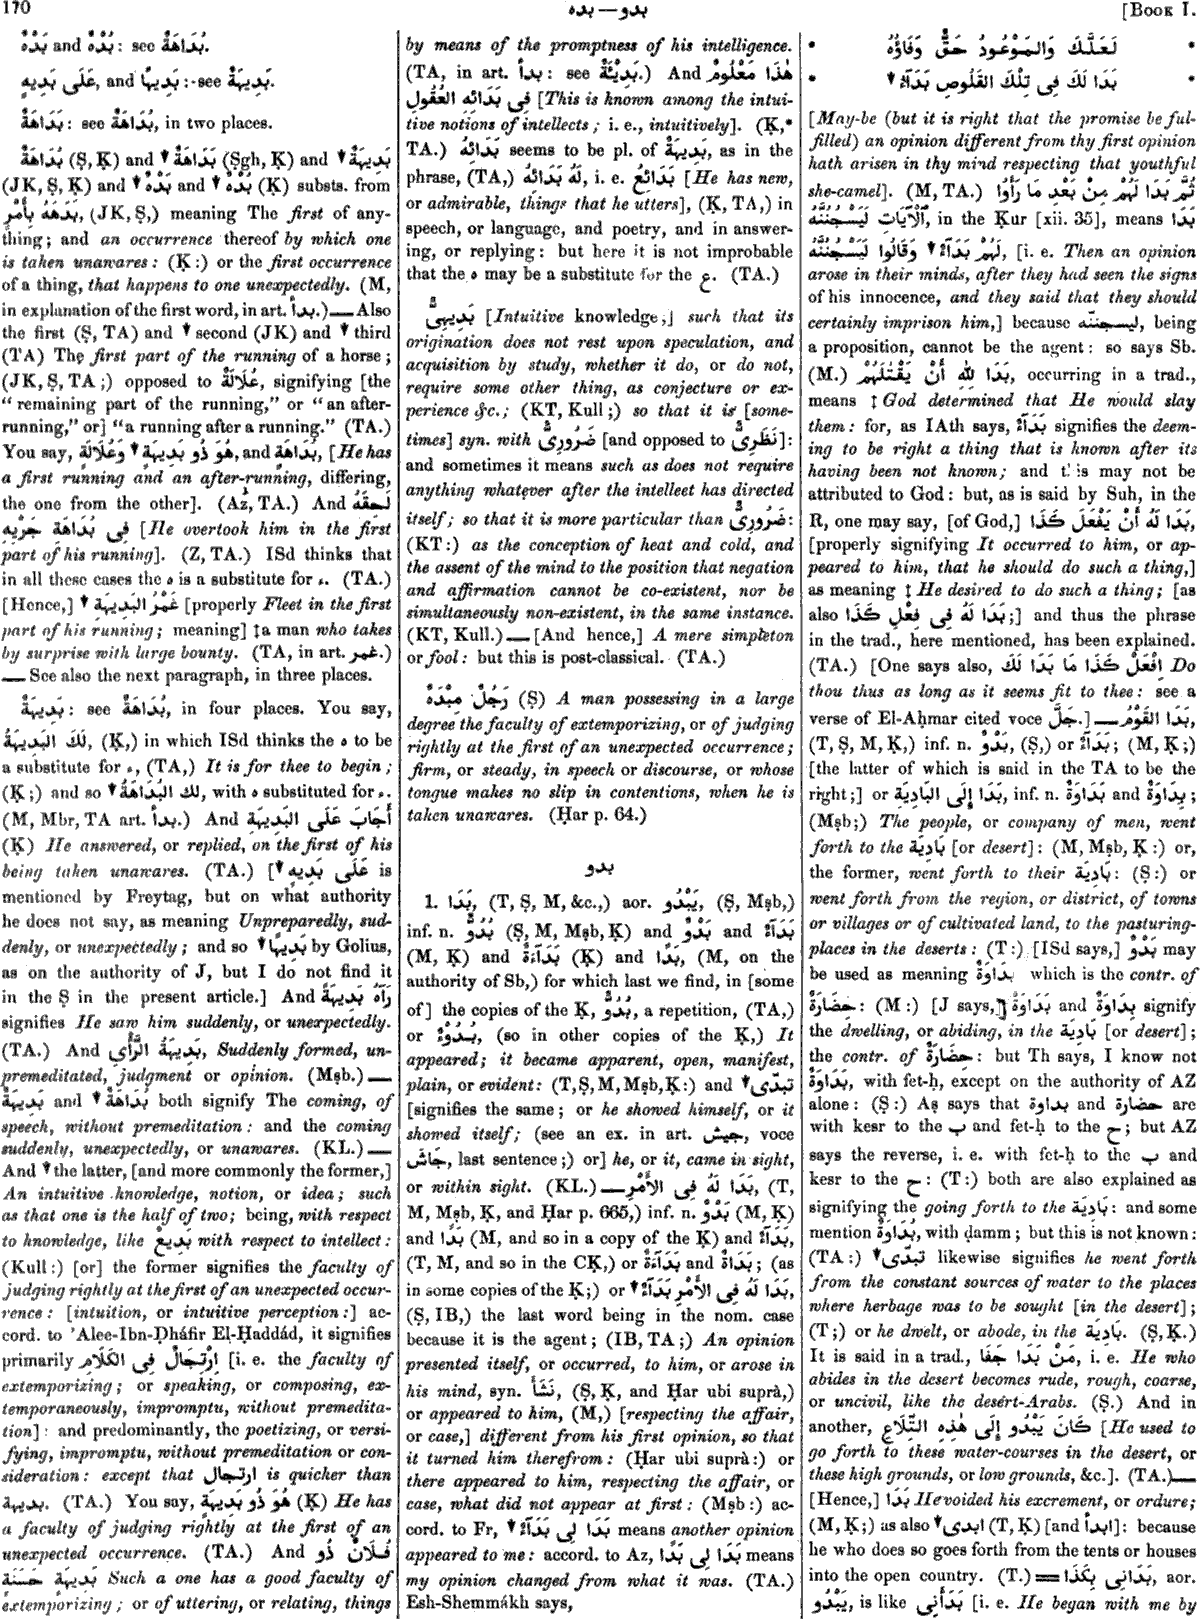 170
بدو — بده
[BOOK I.
بَدْهٌ and بُدْهٌ: see بُدَاهَةٌ.
عَلَى بَدِيهٍ, and بَدِيهًا: see بَدِيهَةٌ.
بَدَاهَةٌ: see بُدَاهَةٌ, in two places.
بُدَاهَةٌ (Ṣ, Ḳ) and ▼ بَدَاهَةٌ (Ṣgh, Ḳ) and ▼ بَدِيهَةٌ
(JK, Ṣ, Ḳ) and ▼ بَدْهٌ and ▼ بُدْهٌ (Ḳ) substs. from
بَدَهَهُ بِأَمْرٍ, (JK, Ṣ,) meaning The first of any-
thing; and an occurrence thereof by which one
is taken unawares: (Ḳ:) or the first occurrence
of a thing, that happens to one unexpectedly. (M,
in explanation of the first word, in art. بدأ.) — Also
the first (Ṣ, TA) and ▼ second (JK) and ▼ third
(TA) The first part of the running of a horse;
(JK, Ṣ, TA;) opposed to عُلَالَةٌ, signifying [the
“remaining part of the running,” or “an after-
running,” or] “a running after a running.” (TA.)
You say, هُوَ ذُو بَدِيهَةٍ ▼ وَعُلَالَةٍ, and بُدَاهَةٍ, [He has
a first running and an after-running, differing,
the one from the other]. (Az, TA.) And لَحِقَهُ
فِى بُدَاهَةِ جَرْيِهِ [He overtook him in the first
part of his running]. (Z, TA.) ISd thinks that
in all these cases the ه is a substitute for ء. (TA.)
[Hence,] ▼ غَمْرُ البَدِيهَةِ [properly Fleet in the first
part of his running; meaning] ‡a man who takes
by surprise with large bounty. (TA, in art. غمر.)
— See also the next paragraph, in three places.
بَدِيهَةٌ: see بُدَاهَةٌ, in four places. You say,
لَكَ البَدِيهَةُ, (Ḳ,) in which ISd thinks the ه to be
a substitute for ء, (TA,) It is for thee to begin;
(Ḳ;) and so ▼ لك البُدَاهَةُ, with ه substituted for ء.
(M, Mbr, TA art. بدأ.) And أَجَابَ عَلَى البَدِيهَةِ
(Ḳ) He answered, or replied, on the first of his
being taken unawares. (TA.) [▼ عَلَى بَدِيهٍ is
mentioned by Freytag, but on what authority
he does not say, as meaning Unpreparedly, sud-
denly, or unexpectedly; and so ▼ بَدِيهًا by Golius,
as on the authority of J, but I do not find it
in the Ṣ in the present article.] And رَآهُ بَدِيهَةً
signifies He saw him suddenly, or unexpectedly.
(TA.) And بَدِيهَةُ الرَّأْىِ, Suddenly formed, un-
premeditated, judgment or opinion. (Mṣb.) —
بَدِيهَةٌ and ▼ بَدَاهَةٌ both signify The coming, of
speech, without premeditation: and the coming
suddenly, unexpectedly, or unawares. (KL.) —
And ▼ the latter, [and more commonly the former,]
An intuitive knowledge, notion, or idea; such
as that one is the half of two; being, with respect
to knowledge, like بَدِيعٌ with respect to intellect:
(Kull:) [or] the former signifies the faculty of
judging rightly at the first of an unexpected occur-
rence: [intuition, or intuitive perception:] ac-
cord. to ’Alee-Ibn-Dháfir El-Ḥaddád, it signifies
primarily اِرْتِجَالٌ فِى الكَلَامِ [i. e. the faculty of
extemporizing; or speaking, or composing, ex-
temporaneously, impromptu, without premedita-
tion]: and predominantly, the poetizing, or versi-
fying, impromptu, without premeditation or con-
sideration: except that ارتجال is quicker than
بديهة. (TA.) You say, هُوَ ذُو بَدِيهَةٍ (Ḳ) He has
a faculty of judging rightly at the first of an
unexpected occurrence. (TA.) And فُلَانٌ ذُو
بَدِيهَةٍ حَسَنَةٍ Such a one has a good faculty of
extemporizing; or of uttering, or relating, things
by means of the promptness of his intelligence.
(TA, in art. بدأ: see بَدِيْئَةٌ.) And هٰذَا مَعْلُومٌ
فِى بَدَائِهِ العُقُولِ [This is known among the intui-
tive notions of intellects; i. e., intuitively]. (Ḳ,*
TA.) بَدَائِهُ seems to be pl. of بَدِيهَةٌ, as in the
phrase, (TA,) لَهُ بَدَائِهُ, i. e. بَدَائِعُ [He has new,
or admirable, things that he utters], (Ḳ, TA,) in
speech, or language, and poetry, and in answer-
ing, or replying: but here it is not improbable
that the ه may be a substitute for the ع. (TA.)
بَدِيهِىٌّ [Intuitive knowledge;] such that its
origination does not rest upon speculation, and
acquisition by study, whether it do, or do not,
require some other thing, as conjecture or ex-
perience &c.; (KT, Kull;) so that it is [some-
times] syn. with ضَرُورِىٌّ [and opposed to نَظَرِىٌّ]:
and sometimes it means such as does not require
anything whatever after the intellect has directed
itself; so that it is more particular than ضَرُورِىٌّ:
(KT:) as the conception of heat and cold, and
the assent of the mind to the position that negation
and affirmation cannot be co-existent, nor be
simultaneously non-existent, in the same instance.
(KT, Kull.) — [And hence,] A mere simpleton
or fool: but this is post-classical. (TA.)
رَجُلٌ مِبْدَهٌ (Ṣ) A man possessing in a large
degree the faculty of extemporizing, or of judging
rightly at the first of an unexpected occurrence;
firm, or steady, in speech or discourse, or whose
tongue makes no slip in contentions, when he is
taken unawares. (Ḥar p. 64.)
بدو
1. بَدَا, (T, Ṣ, M, &c.,) aor. يَبْدُو, (Ṣ, Mṣb,)
inf. n. بُدُوٌّ (Ṣ, M, Mṣb, Ḳ) and بَدْوٌ and بَدَآءٌ
(M, Ḳ) and بَدَآءَةٌ (Ḳ) and بَدًا, (M, on the
authority of Sb,) for which last we find, in [some
of] the copies of the Ḳ, بُدُوٌّ, a repetition, (TA,)
or بُدُوْءٌ, (so in other copies of the Ḳ,) It
appeared; it became apparent, open, manifest,
plain, or evident: (T, Ṣ, M, Mṣb, Ḳ:) and ▼ تبدّى
[signifies the same; or he showed himself, or it
showed itself; (see an ex. in art. جيش, voce
جَاشَ, last sentence;) or] he, or it, came in sight,
or within sight. (KL.) — بَدَا لَهُ فِى الأَمْرِ, (T,
M, Mṣb, Ḳ, and Ḥar p. 665,) inf. n. بَدْوٌ (M, Ḳ)
and بَدًا (M, and so in a copy of the Ḳ) and بَدَآءٌ,
(T, M, and so in the CḲ,) or بَدَآءَةٌ and بَدَاةٌ; (as
in some copies of the Ḳ;) or بَدَا لَهُ فِى الأَمْرِ بَدَآءٌ ▼,
(Ṣ, IB,) the last word being in the nom. case
because it is the agent; (IB, TA;) An opinion
presented itself, or occurred, to him, or arose in
his mind, syn. نَشَأَ, (Ṣ, Ḳ, and Ḥar ubi suprà,)
or appeared to him, (M,) [respecting the affair,
or case,] different from his first opinion, so that
it turned him therefrom: (Ḥar ubi suprà:) or
there appeared to him, respecting the affair, or
case, what did not appear at first: (Mṣb:) ac-
cord. to Fr, بَدَا لِى بَدَآءٌ ▼ means another opinion
appeared to me: accord. to Az, بَدَا لِى بَدًا means
my opinion changed from what it was. (TA.)
Esh-Shemmákh says,
* لَعَلَّكَ وَالمَوْعُودُ حَقٌّ وَفَاؤُهُ *
* بَدَا لَكَ فِى تِلْكَ القَلُوصِ بَدَآءٌ ▼ *
[May-be (but it is right that the promise be ful-
filled) an opinion different from thy first opinion
hath arisen in thy mind respecting that youthful
she-camel]. (M, TA.) ثُمَّ بَدَا لَهُمْ مِنْ بَعْدِ مَا رَأَوُا
الْآيَاتِ لَيَسْجُنُنَّهُ, in the Ḳur [xii. 35], means بَدَا
لَهُمْ بَدَآءٌ ▼ وَقَالُوا لَيَسْجُنُنَّهُ, [i. e. Then an opinion
arose in their minds, after they had seen the signs
of his innocence, and they said that they should
certainly imprison him,] because ليسجننّه, being
a proposition, cannot be the agent: so says Sb.
(M.) بَدَا لِلّٰهِ أَنْ يَقْتُلَهُمْ, occurring in a trad.,
means ‡ God determined that He would slay
them: for, as IAth says, بَدَآءٌ signifies the deem-
ing to be right a thing that is known after its
having been not known; and this may not be
attributed to God: but, as is said by Suh, in the
R, one may say, [of God,] بَدَا لَهُ أَنْ يَفْعَلَ كَذَا,
[properly signifying It occurred to him, or ap-
peared to him, that he should do such a thing,]
as meaning ‡ He desired to do such a thing; [as
also بَدَا لَهُ فِى فِعْلِ كَذَا;] and thus the phrase
in the trad., here mentioned, has been explained.
(TA.) [One says also, اِفْعَلْ كَذَا مَا بَدَا لَكَ Do
thou thus as long as it seems fit to thee: see a
verse of El-Aḥmar cited voce جَلَّ.] — بَدَا القَوْمُ,
(T, Ṣ, M, Ḳ,) inf. n. بَدْوٌ, (Ṣ,) or بَدَآءٌ; (M, Ḳ;)
[the latter of which is said in the TA to be the
right;] or بَدَا إِلَى البَادِيَةِ, inf. n. بَدَاوَةٌ and بِدَاوَةٌ;
(Mṣb;) The people, or company of men, went
forth to the بَادِيَة [or desert]: (M, Mṣb, Ḳ:) or,
the former, went forth to their بَادِيَة: (Ṣ:) or
went forth from the region, or district, of towns
or villages or of cultivated land, to the pasturing-
places in the deserts: (T:) [ISd says,] بَدْوٌ may
be used as meaning بِدَاوَةٌ which is the contr. of
حِضَارَةٌ: (M:) [J says,] بَدَاوَةٌ and بِدَاوَةٌ signify
the dwelling, or abiding, in the بَادِيَة [or desert];
the contr. of حِضَارَةٌ: but Th says, I know not
بَدَاوَةٌ, with fet-ḥ, except on the authority of AZ
alone: (Ṣ:) Aṣ says that بداوة and حضارة are
with kesr to the ب and fet-ḥ to the ح; but AZ
says the reverse, i. e. with fet-ḥ to the ب and
kesr to the ح: (T:) both are also explained as
signifying the going forth to the بَادِيَة: and some
mention بُدَاوَةٌ, with damm; but this is not known:
(TA:) ▼ تبدّى likewise signifies he went forth
from the constant sources of water to the places
where herbage was to be sought [in the desert];
(T;) or he dwelt, or abode, in the بَادِيَة. (Ṣ, Ḳ.)
It is said in a trad., مَنْ بَدَا جَفَا, i. e. He who
abides in the desert becomes rude, rough, coarse,
or uncivil, like the desert-Arabs. (Ṣ.) And in
another, كَانَ يَبْدُو إِلَى هٰذِهِ التِّلَاعِ [He used to
go forth to these water-courses in the desert, or
these high grounds, or low grounds, &c.]. (TA.) —
[Hence,] بَدَا He voided his excrement, or ordure;
(M, Ḳ;) as also ▼ ابدى (T, Ḳ) [and ابدأ]: because
he who does so goes forth from the tents or houses
into the open country. (T.) = بَدَانِى بِكَذَا, aor.
يَبْدُو, is like بَدَأَنِى [i. e. He began with me by